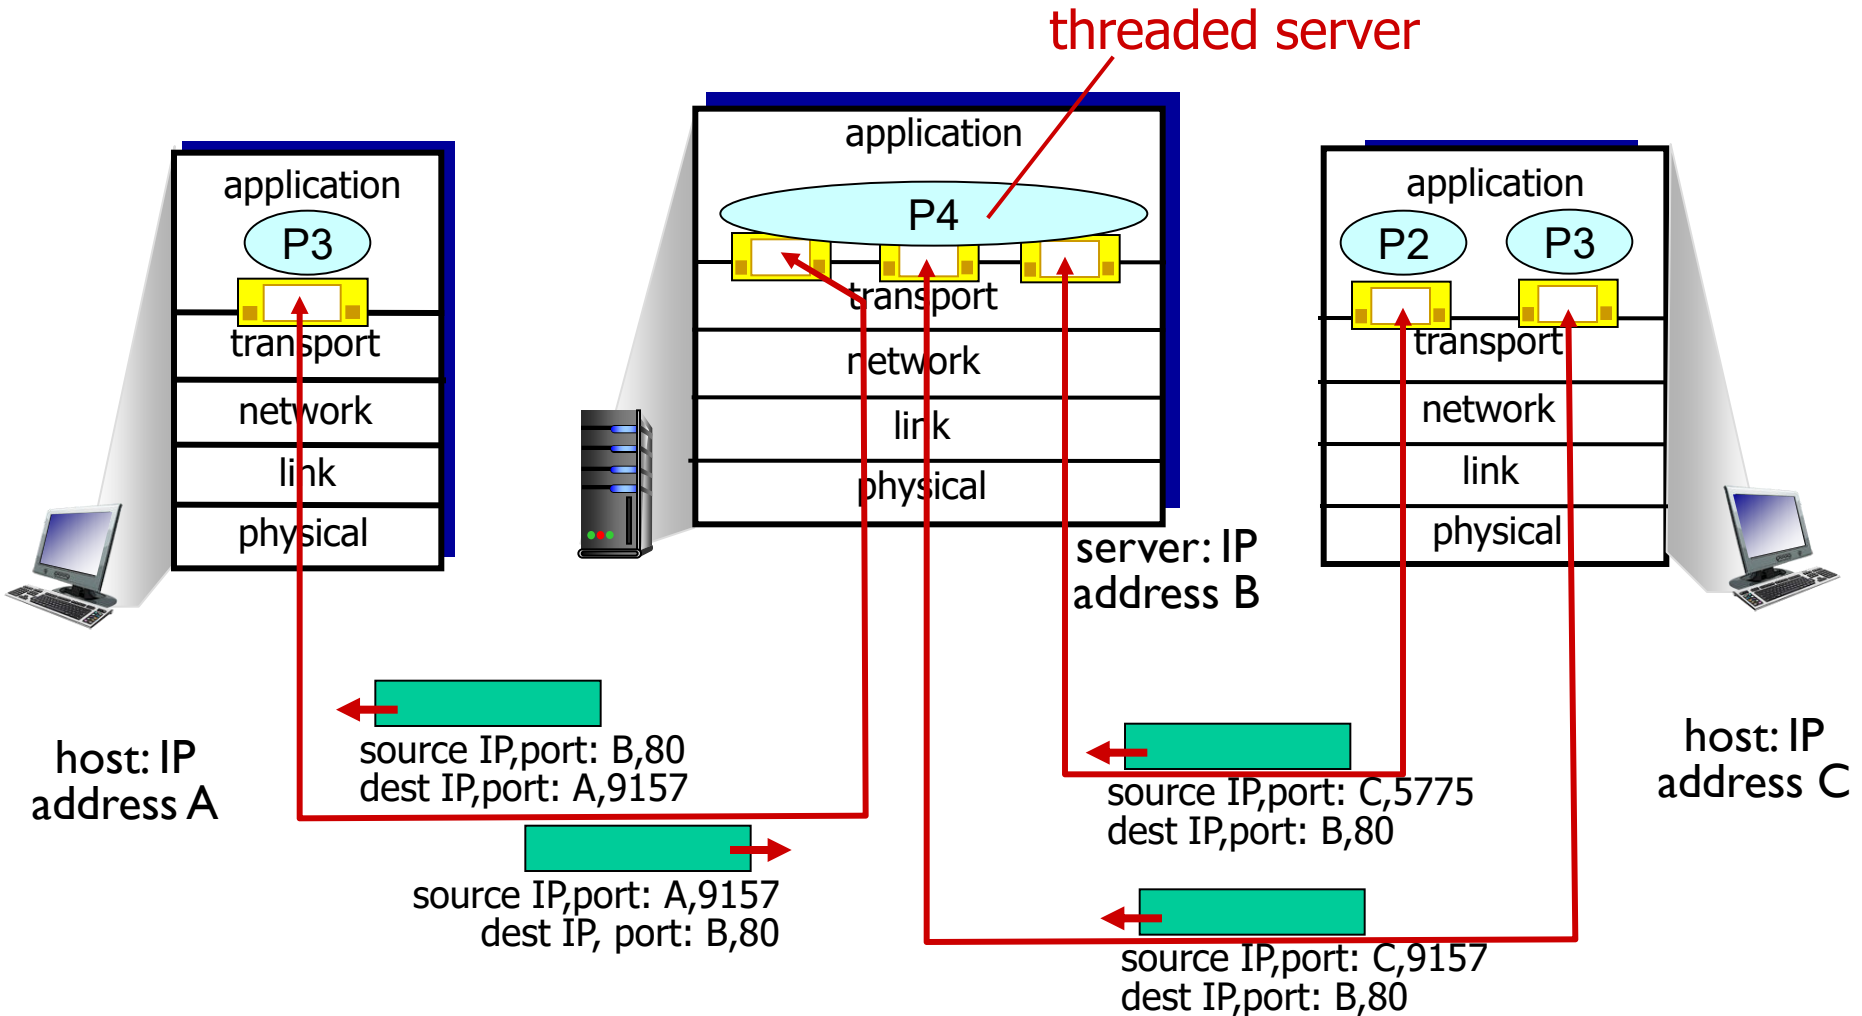 threaded server
application
P3
transport
network
link
physical
host: IP
address A
application
P4
transport
network
link
physical
server: IP
address B
application
P2
P3
transport
network
link
physical
host: IP
address C
source IP,port: B,80
dest IP,port: A,9157
source IP,port: A,9157
dest IP, port: B,80
source IP,port: C,5775
dest IP,port: B,80
source IP,port: C,9157
dest IP,port: B,80